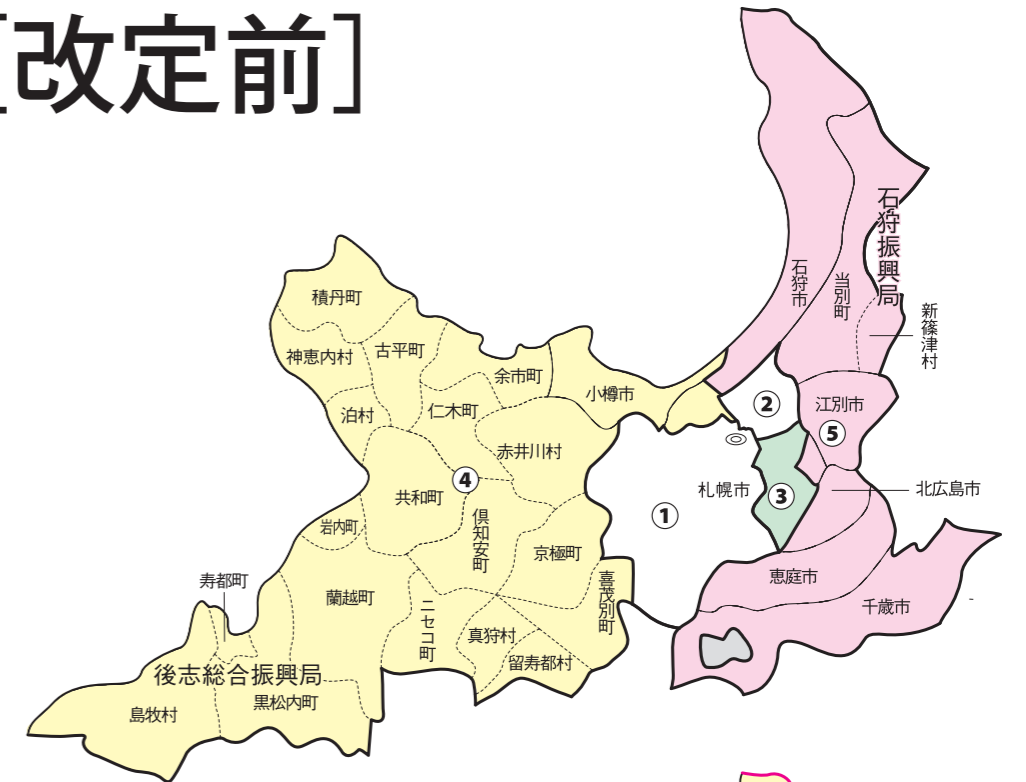 ［改定前］
石狩振興局
石狩市
当別町
新篠津村
積丹町
神恵内村
古平町
余市町
小樽市
②
江別市
⑤
泊村
仁木町
赤井川村
④
共和町
札幌市
③
北広島市
①
岩内町
倶知安町
京極町
恵庭市
千歳市
寿都町
蘭越町
ニセコ町
喜茂別町
真狩村
留寿都村
後志総合振興局
島牧村
黒松内町